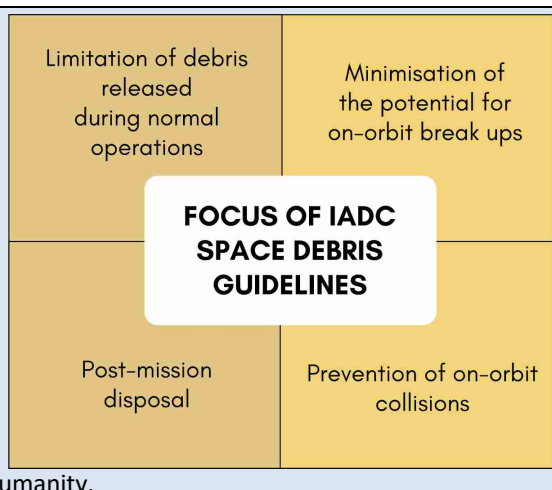 Limitation of debris
released
during normal
operations
Minimisation of
the potential for
on-orbit break ups
FOCUS OF IADC
SPACE DEBRIS
GUIDELINES
Post-mission
disposal
Prevention of on-orbit
collisions
umanity.